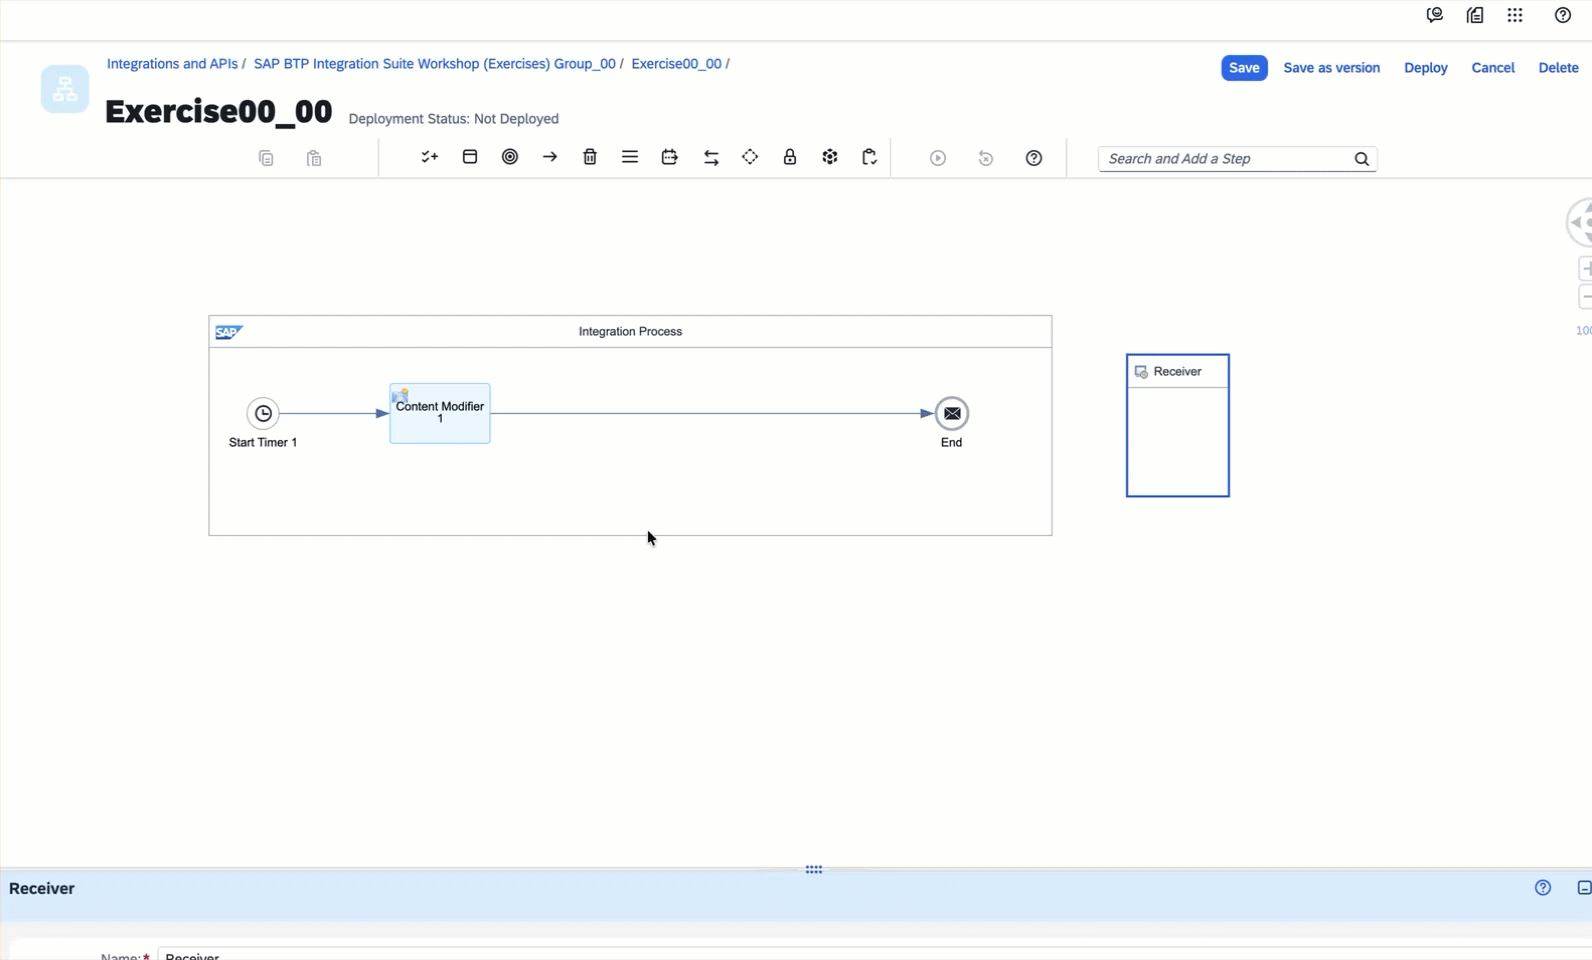 Integrations and APIs / SAP BTP Integration Suite Workshop (Exercises) Group_00 / Exercise00_00 /
Save Save as version Deploy Cancel Delete
Exercise00_00 Deployment Status: Not Deployed
Search and Add a Step
100
SAP Integration Process
Receiver
Content Modifier
1
Start Timer 1
End
Receiver
Name:* Receiver